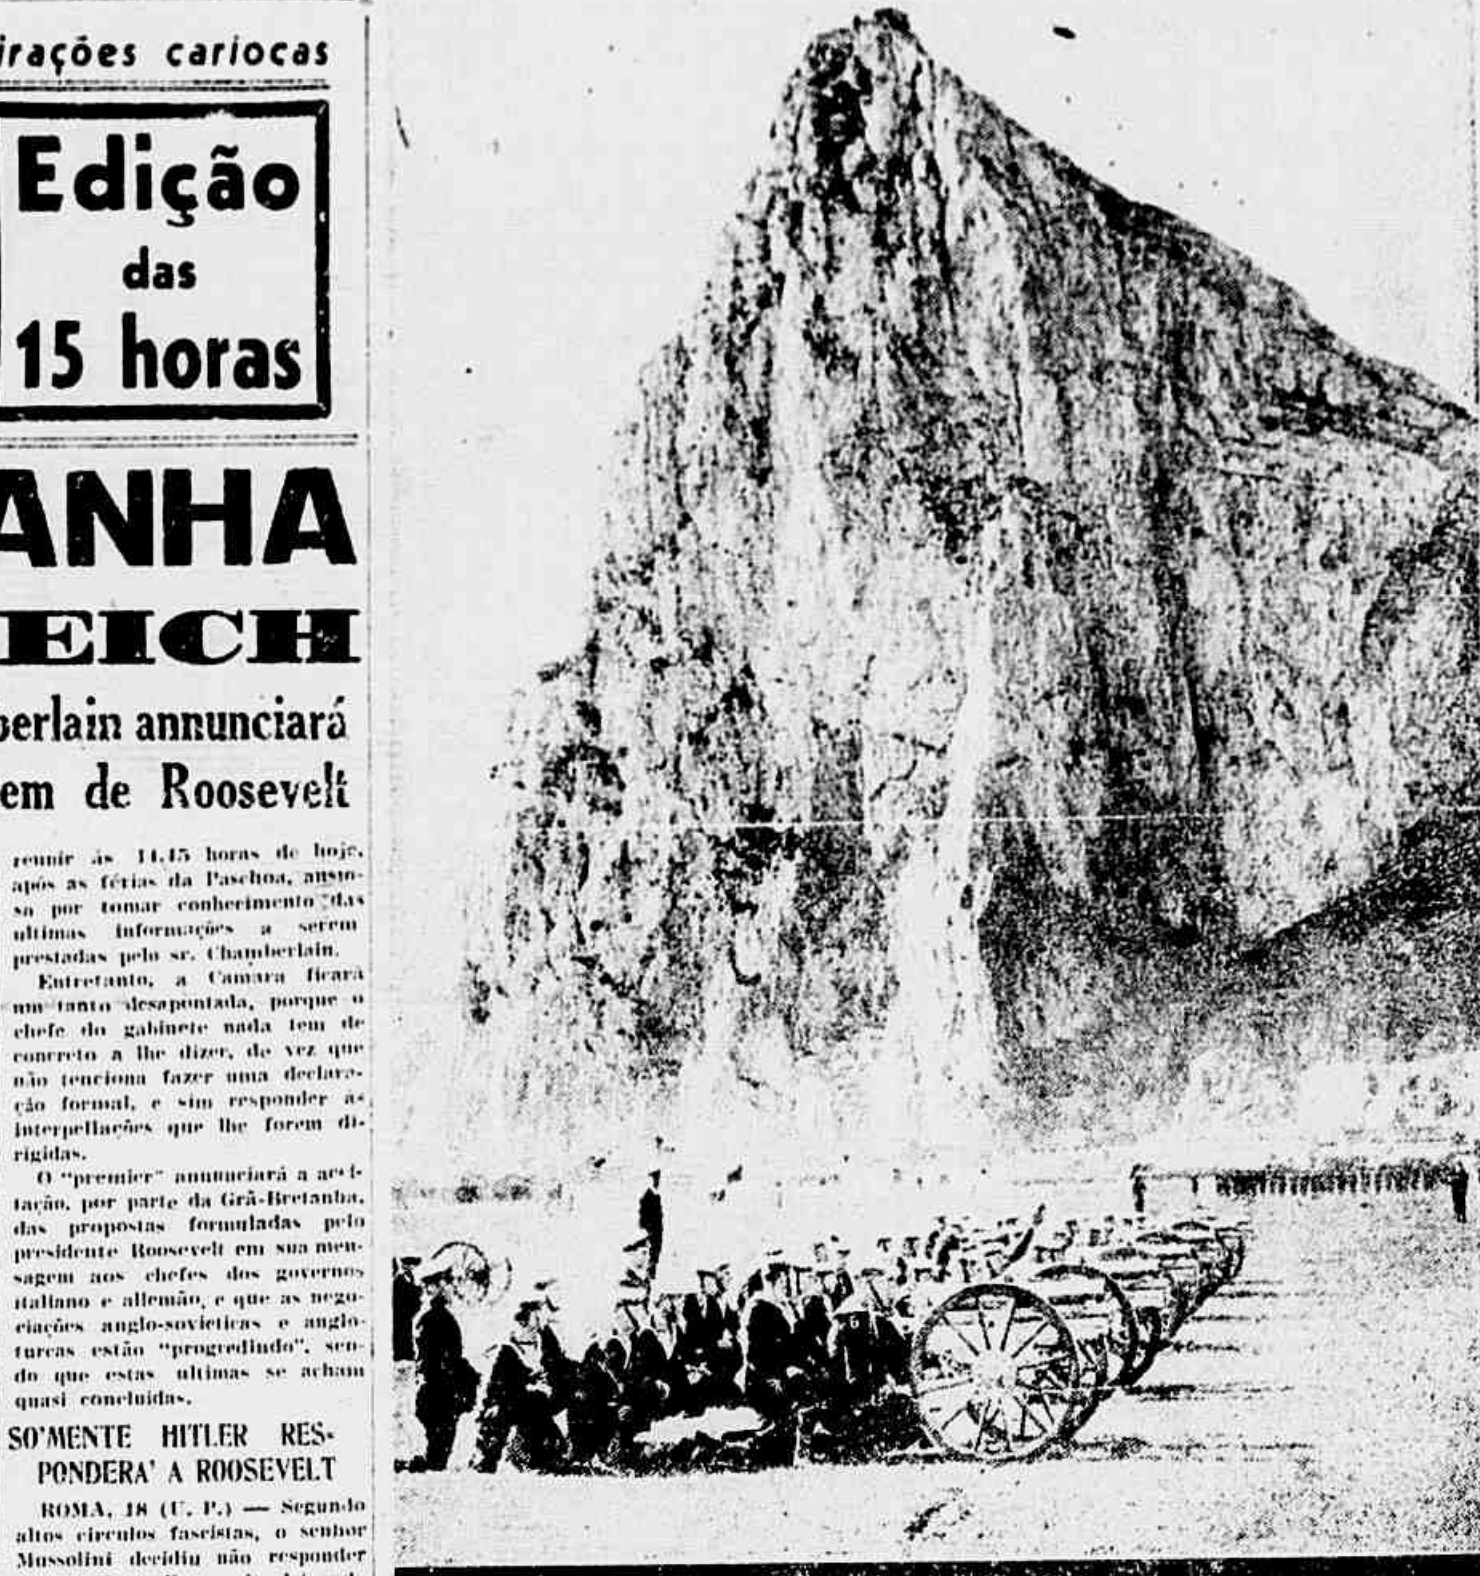 irações cariocas
Edição
das
15 horas
ANHA
EICH
berlain annunciará
em de Roosevelt
reunir ás 14,45 horas de hoje,
após as férias da Paschoa, ansio-
sa por tomar conhecimento das
ultimas informações a serem
prestadas pelo sr. Chamberlain.
Entretanto, a Camara ficará
um tanto desapontada, porque o
chefe do gabinete nada tem de
concreto a lhe dizer, de vez que
não tenciona fazer uma declara-
ção formal, e sim responder ás
interpellações que lhe forem di-
rigidas.
O "premier" annunciará a acei-
tação, por parte da Grã-Bretanha,
das propostas formuladas pelo
presidente Roosevelt em sua men-
sagem aos chefes dos governos
italiano e allemão, e que as nego-
ciações anglo-sovieticas e anglo-
turcas estão "progredindo", sen-
do que estas ultimas se acham
quasi concluidas.
SO'MENTE HITLER RES-
PONDERA' A ROOSEVELT
ROMA, 18 (U. P.) — Segundo
altos circulos fascistas, o senhor
Mussolini decidiu não responder